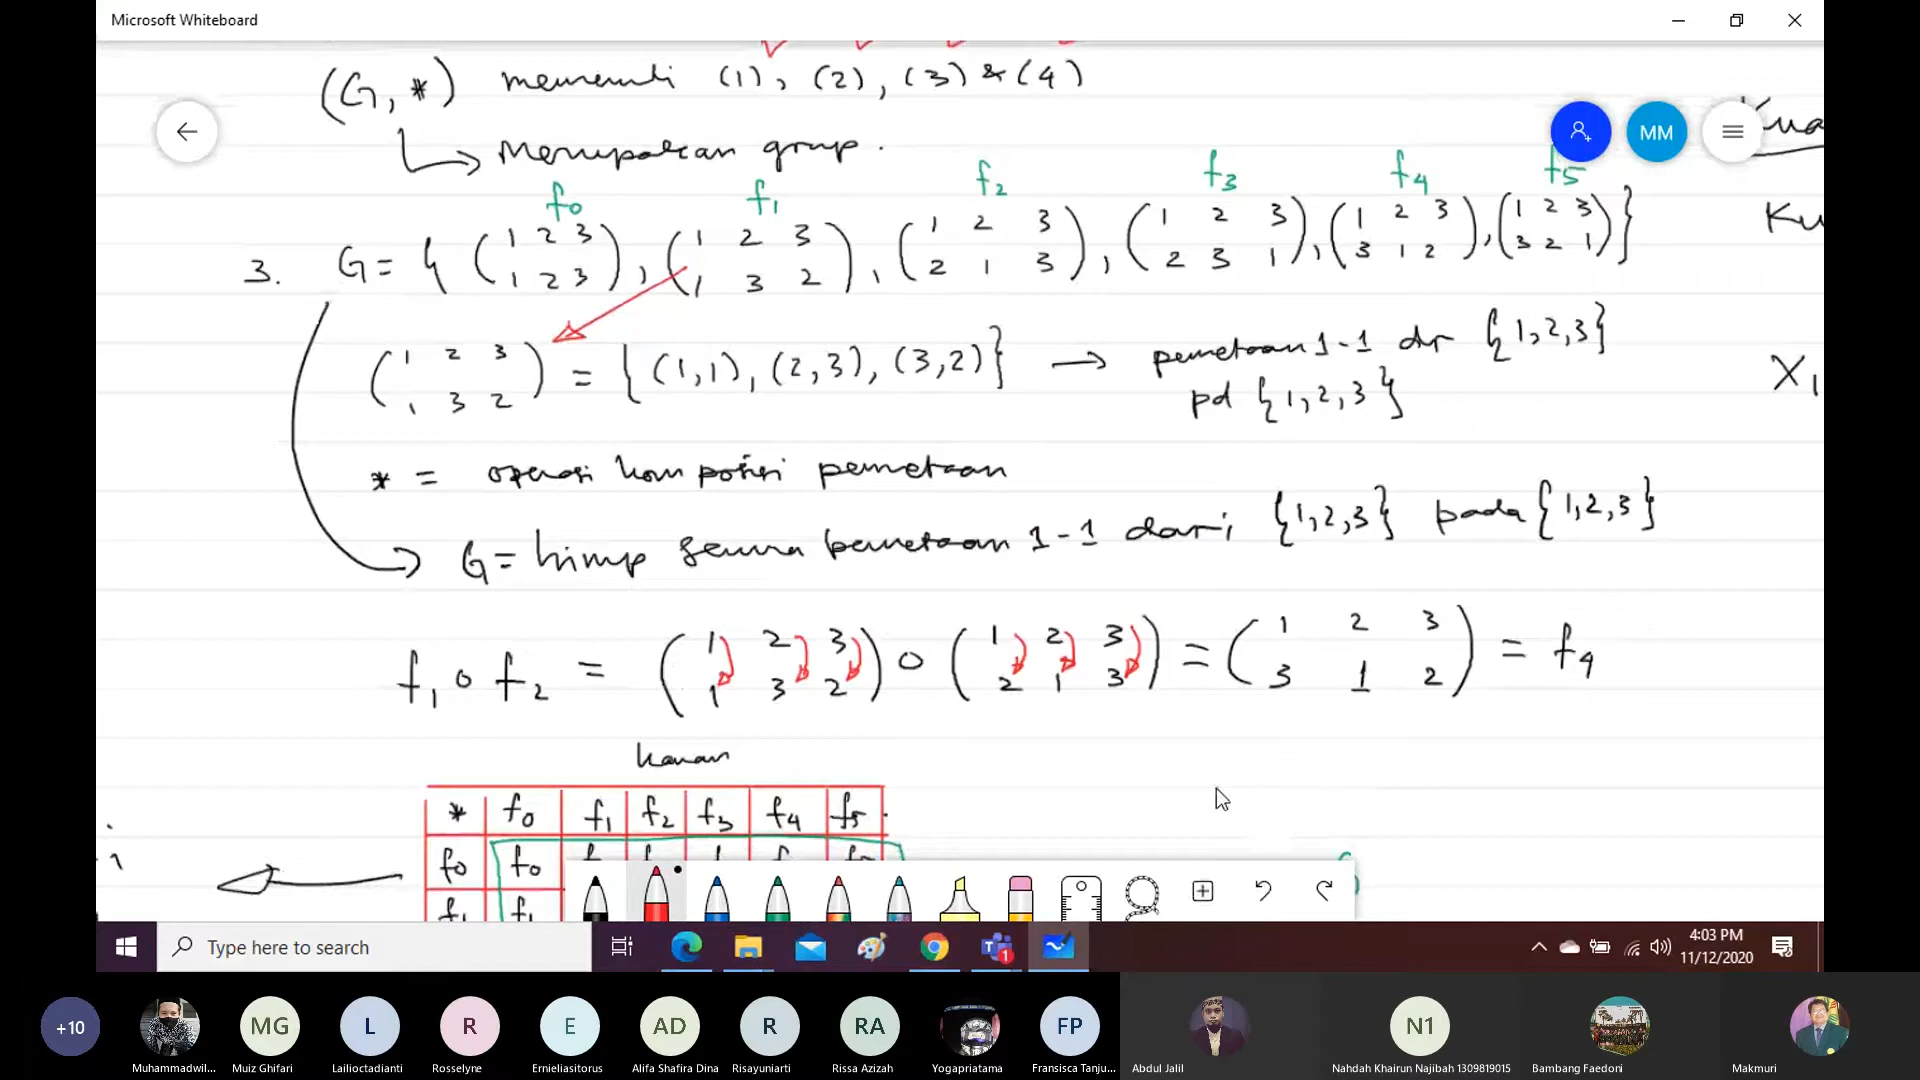 Microsoft Whiteboard
(G, *) memenuhi (1), (2), (3) & (4)
MM
Kua
↳ Merupakan grup.
f0 f1 f2 f3 f4 f5
3. G = { (1 2 3 / 1 2 3), (1 2 3 / 1 3 2), (1 2 3 / 2 1 3), (1 2 3 / 2 3 1), (1 2 3 / 3 1 2), (1 2 3 / 3 2 1) }
Ku
(1 2 3 / 1 3 2) = {(1,1), (2,3), (3,2)} → pemetaan 1-1 dr {1,2,3}
pd {1,2,3}
X1
* = operasi komposisi pemetaan
→ G = himp semua pemetaan 1-1 dari {1,2,3} pada {1,2,3}
f1 o f2 = (1 2 3 / 1 3 2) o (1 2 3 / 2 1 3) = (1 2 3 / 3 1 2) = f4
kanan
* f0 f1 f2 f3 f4 f5
f0 f0
f1 f1
Type here to search
4:03 PM
11/12/2020
1
+10
MG
L
R
E
AD
R
RA
FP
N1
Muhammadwil...
Muiz Ghifari
Lailioctadianti
Rosselyne
Ernieliasitorus
Alifa Shafira Dina
Risayuniarti
Rissa Azizah
Yogapriatama
Fransisca Tanju...
Abdul Jalil
Nahdah Khairun Najibah 1309819015
Bambang Faedoni
Makmuri